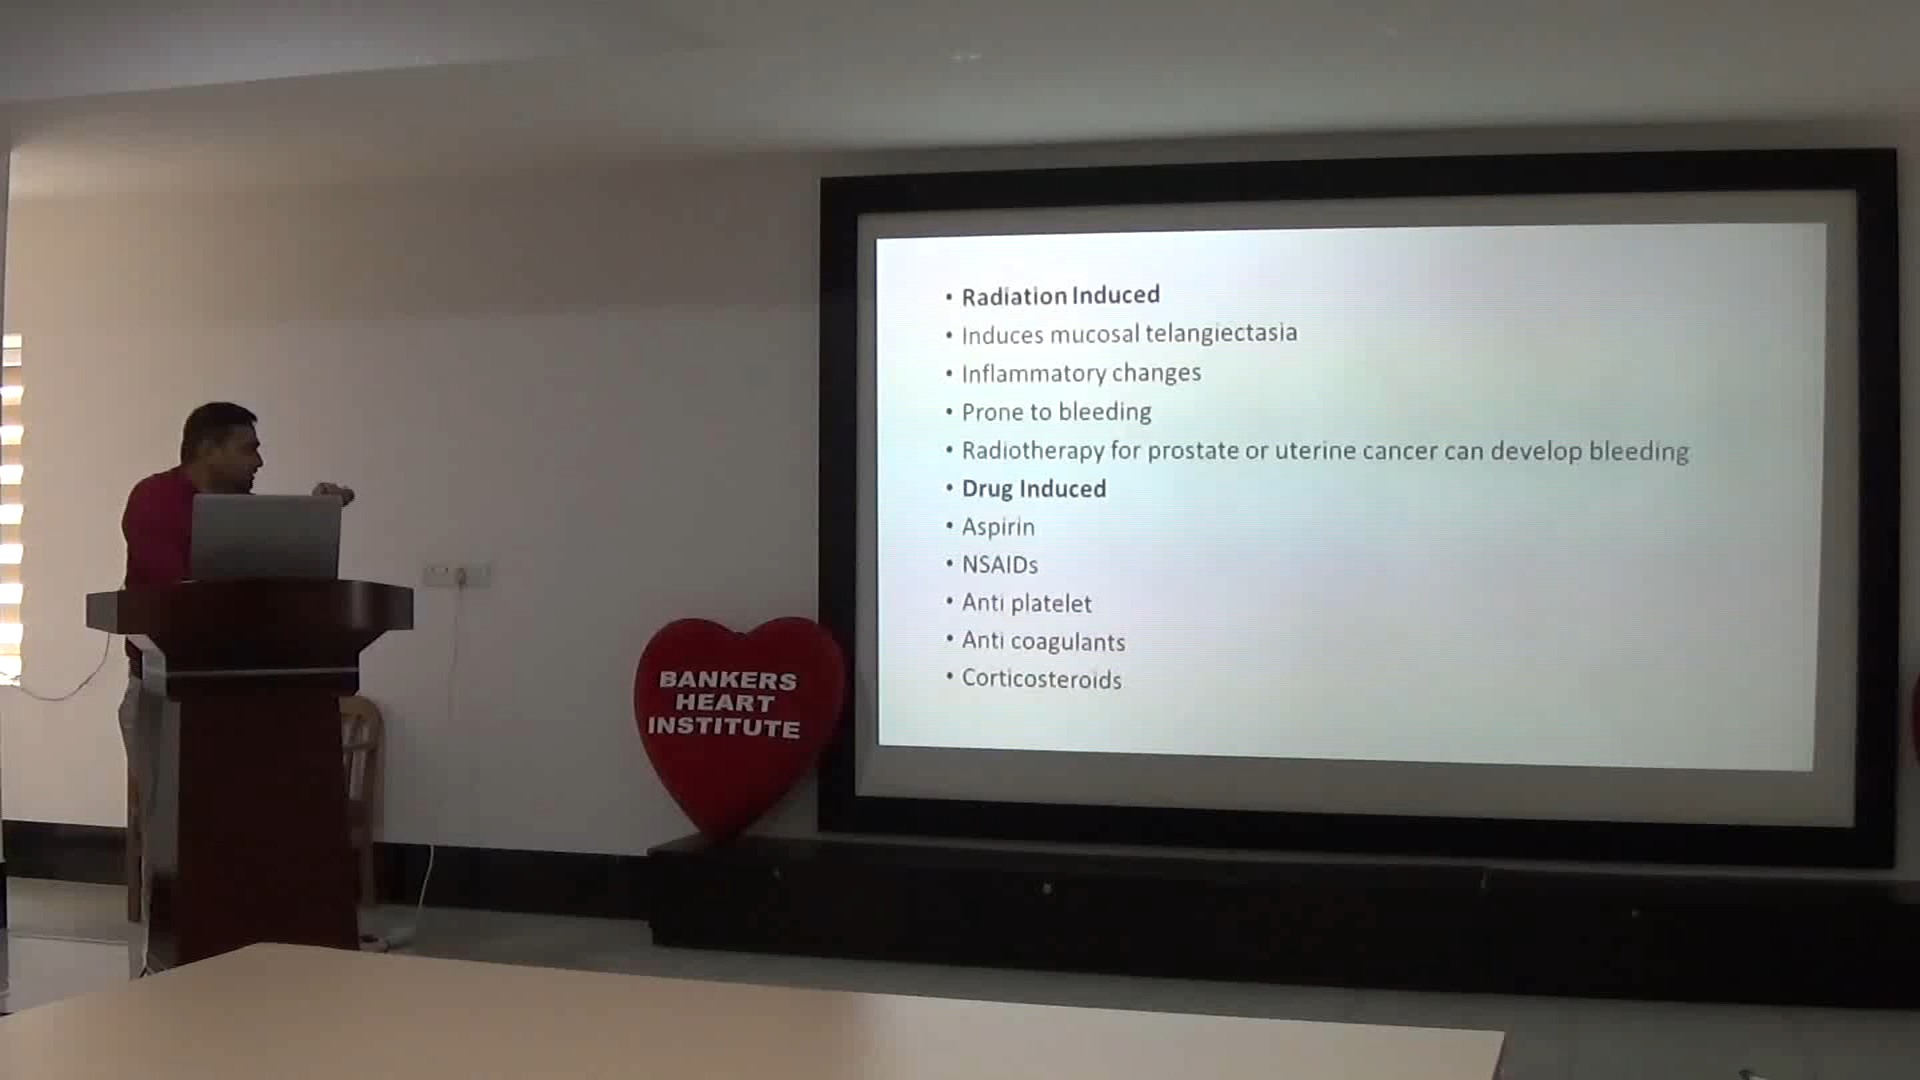 • Radiation Induced
• Induces mucosal telangiectasia
• Inflammatory changes
• Prone to bleeding
• Radiotherapy for prostate or uterine cancer can develop bleeding
• Drug Induced
• Aspirin
• NSAIDs
• Anti platelet
• Anti coagulants
• Corticosteroids
BANKERS
HEART
INSTITUTE